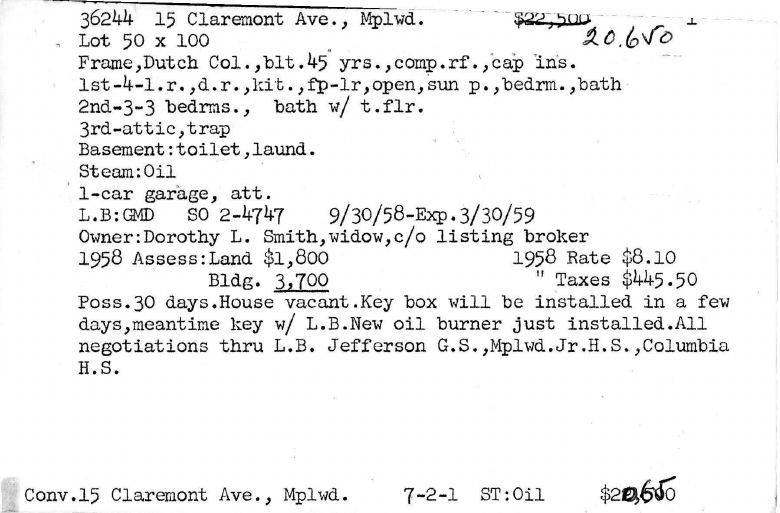 36244 15 Claremont Ave., Mplwd. $22,500 1
20.650
Lot 50 x 100
Frame,Dutch Col.,blt.45 yrs.,comp.rf.,cap ins.
1st-4-l.r.,d.r.,kit.,fp-lr,open,sun p.,bedrm.,bath
2nd-3-3 bedrms., bath w/ t.flr.
3rd-attic,trap
Basement:toilet,laund.
Steam:Oil
1-car garage, att.
L.B:GMD SO 2-4747 9/30/58-Exp.3/30/59
Owner:Dorothy L. Smith,widow,c/o listing broker
1958 Assess:Land $1,800 1958 Rate $8.10
Bldg. 3,700 " Taxes $445.50
Poss.30 days.House vacant.Key box will be installed in a few
days,meantime key w/ L.B.New oil burner just installed.All
negotiations thru L.B. Jefferson G.S.,Mplwd.Jr.H.S.,Columbia
H.S.
Conv.15 Claremont Ave., Mplwd. 7-2-1 ST:Oil